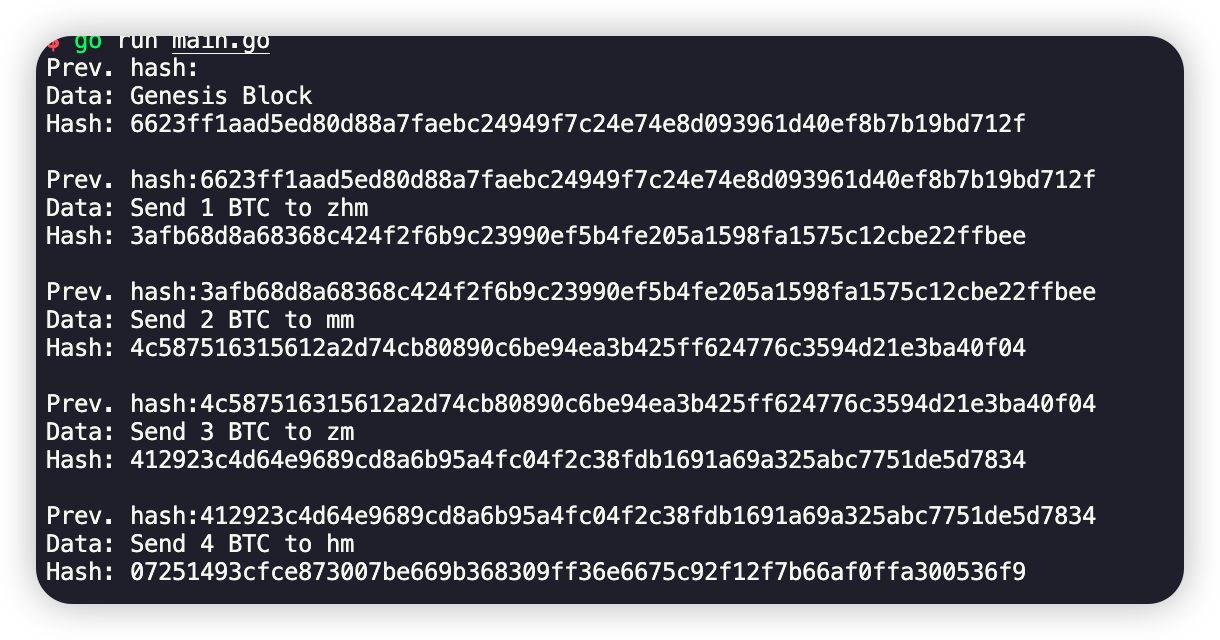 $ go run main.go
Prev. hash:
Data: Genesis Block
Hash: 6623ff1aad5ed80d88a7faebc24949f7c24e74e8d093961d40ef8b7b19bd712f
Prev. hash:6623ff1aad5ed80d88a7faebc24949f7c24e74e8d093961d40ef8b7b19bd712f
Data: Send 1 BTC to zhm
Hash: 3afb68d8a68368c424f2f6b9c23990ef5b4fe205a1598fa1575c12cbe22ffbee
Prev. hash:3afb68d8a68368c424f2f6b9c23990ef5b4fe205a1598fa1575c12cbe22ffbee
Data: Send 2 BTC to mm
Hash: 4c587516315612a2d74cb80890c6be94ea3b425ff624776c3594d21e3ba40f04
Prev. hash:4c587516315612a2d74cb80890c6be94ea3b425ff624776c3594d21e3ba40f04
Data: Send 3 BTC to zm
Hash: 412923c4d64e9689cd8a6b95a4fc04f2c38fdb1691a69a325abc7751de5d7834
Prev. hash:412923c4d64e9689cd8a6b95a4fc04f2c38fdb1691a69a325abc7751de5d7834
Data: Send 4 BTC to hm
Hash: 07251493cfce873007be669b368309ff36e6675c92f12f7b66af0ffa300536f9